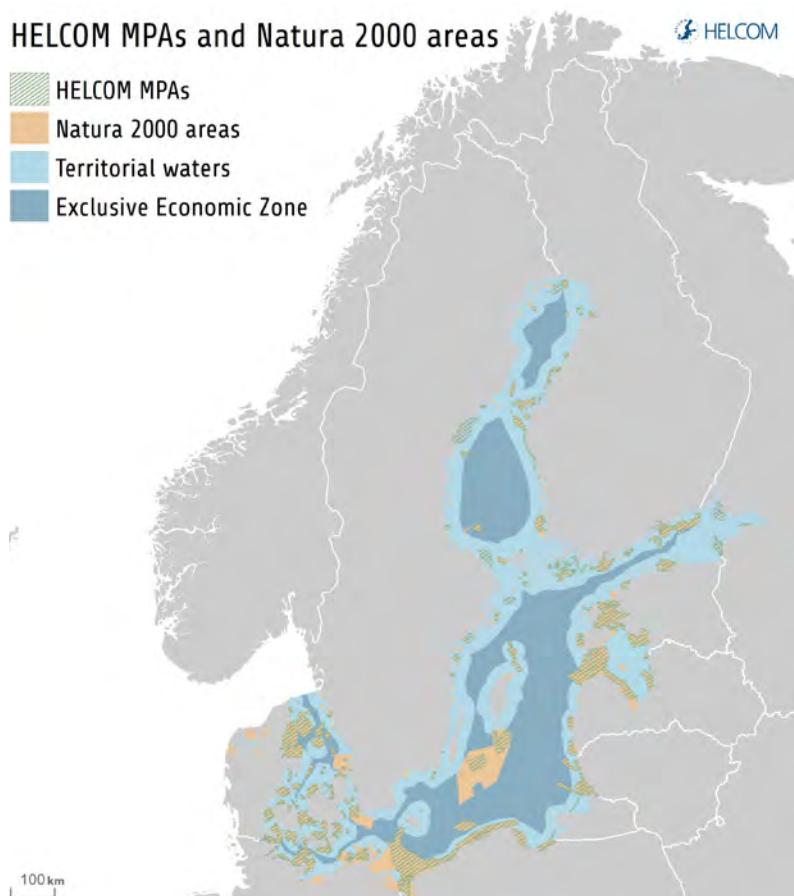 HELCOM MPAs and Natura 2000 areas
HELCOM
HELCOM MPAs
Natura 2000 areas
Territorial waters
Exclusive Economic Zone
100 km